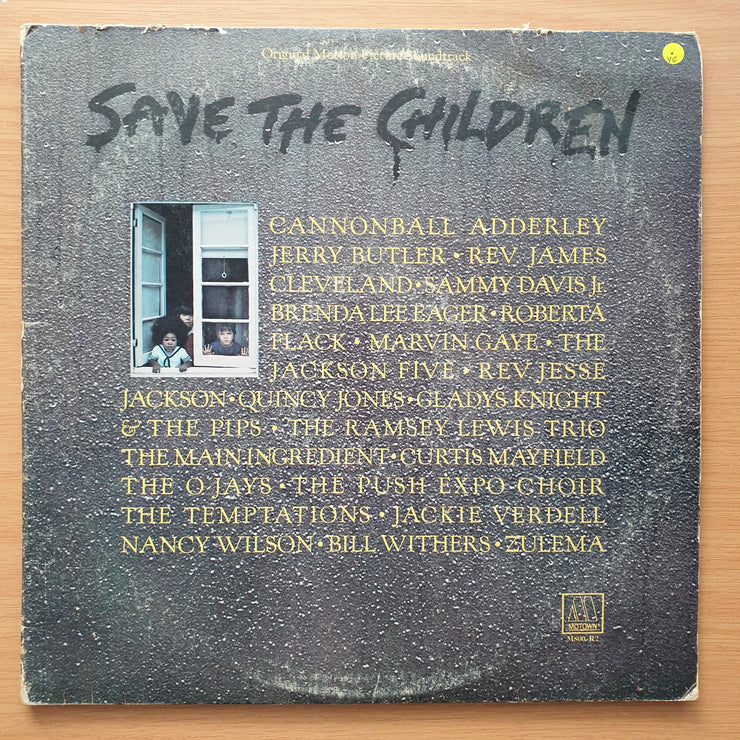 Original Motion Picture Soundtrack
VG
SAVE THE CHILDREN
CANNONBALL ADDERLEY
JERRY BUTLER • REV. JAMES
CLEVELAND • SAMMY DAVIS Jr.
BRENDA LEE EAGER • ROBERTA
FLACK • MARVIN GAYE • THE
JACKSON FIVE • REV. JESSE
JACKSON • QUINCY JONES • GLADYS KNIGHT
& THE PIPS • THE RAMSEY LEWIS TRIO
THE MAIN INGREDIENT • CURTIS MAYFIELD
THE O'JAYS • THE PUSH EXPO CHOIR
THE TEMPTATIONS • JACKIE VERDELL
NANCY WILSON • BILL WITHERS • ZULEMA
MOTOWN
M800-R2